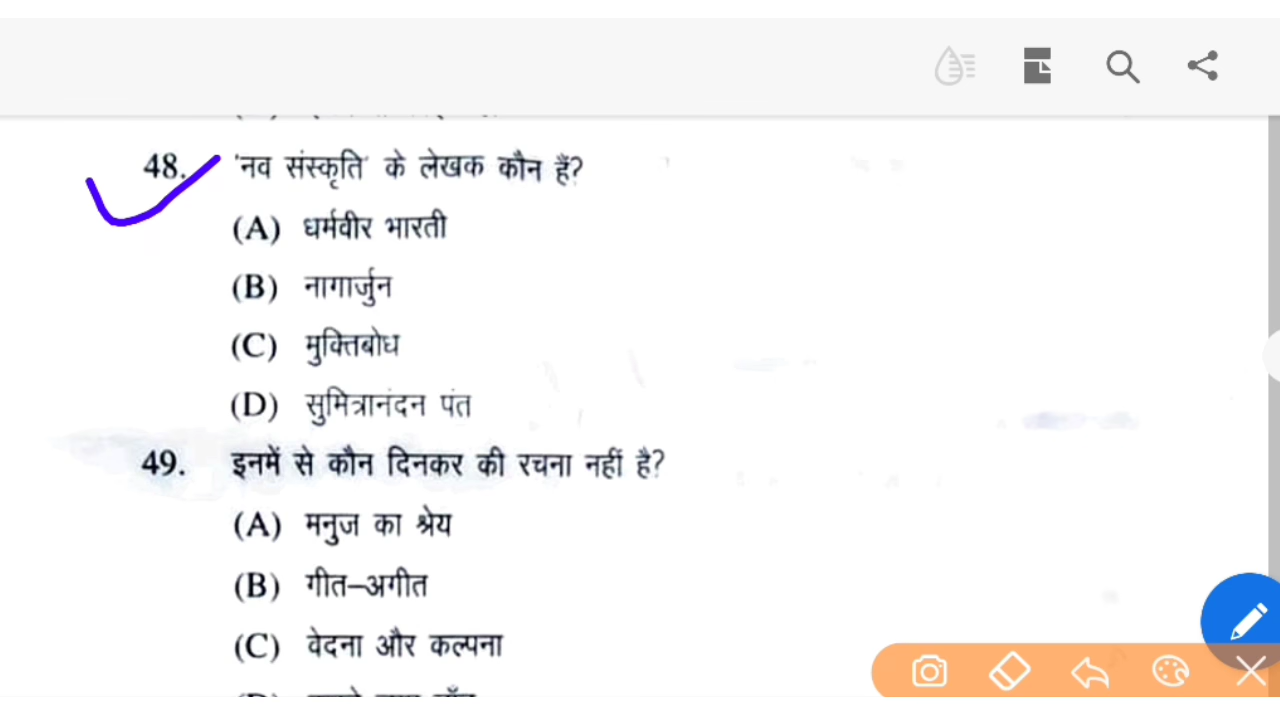 48. 'नव संस्कृति' के लेखक कौन हैं?
(A) धर्मवीर भारती
(B) नागार्जुन
(C) मुक्तिबोध
(D) सुमित्रानंदन पंत
49. इनमें से कौन दिनकर की रचना नहीं है?
(A) मनुज का श्रेय
(B) गीत–अगीत
(C) वेदना और कल्पना